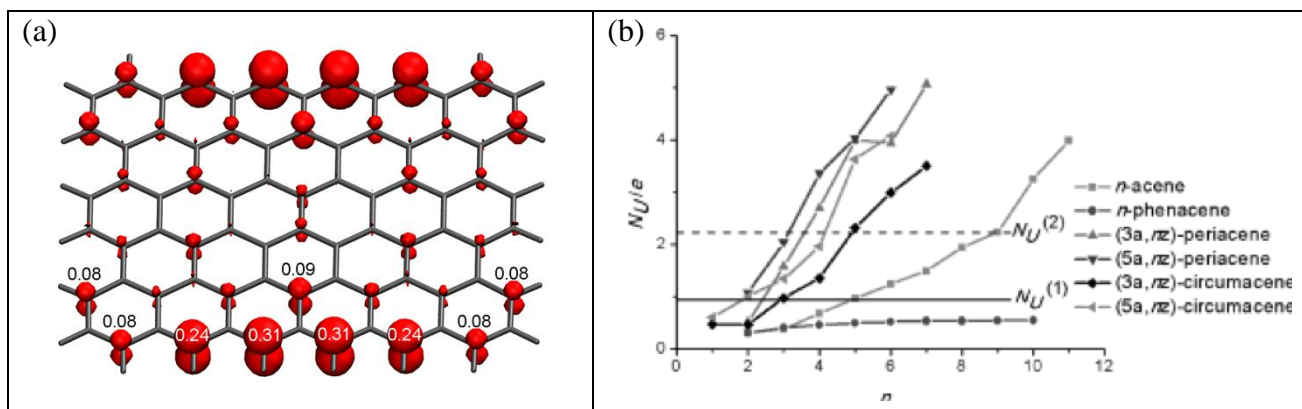 (a)
0.08
0.09
0.08
0.08
0.24
0.31
0.31
0.24
0.08
(b)
6
4
2
0
N_U/e
0 2 4 6 8 10 12
n
N_U^(2)
N_U^(1)
n-acene
n-phenacene
(3a,nz)-periacene
(5a,nz)-periacene
(3a,nz)-circumacene
(5a,nz)-circumacene